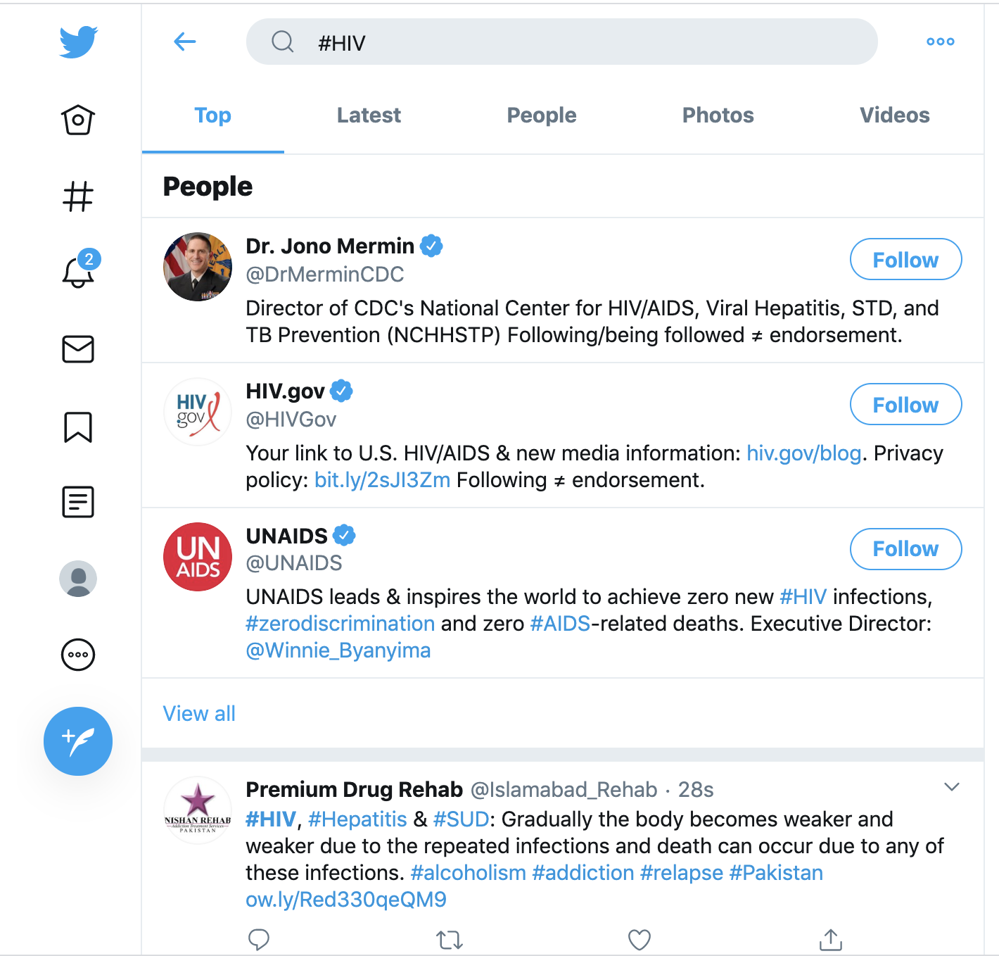 #HIV
Top Latest People Photos Videos
People
Dr. Jono Mermin
@DrMerminCDC
Follow
Director of CDC's National Center for HIV/AIDS, Viral Hepatitis, STD, and
TB Prevention (NCHHSTP) Following/being followed ≠ endorsement.
HIV
gov
HIV.gov
@HIVGov
Follow
Your link to U.S. HIV/AIDS & new media information: hiv.gov/blog. Privacy
policy: bit.ly/2sJI3Zm Following ≠ endorsement.
UN
AIDS
UNAIDS
@UNAIDS
Follow
UNAIDS leads & inspires the world to achieve zero new #HIV infections,
#zerodiscrimination and zero #AIDS-related deaths. Executive Director:
@Winnie_Byanyima
View all
2
NISHAN REHAB
Addiction Treatment Services
PAKISTAN
Premium Drug Rehab @Islamabad_Rehab · 28s
#HIV, #Hepatitis & #SUD: Gradually the body becomes weaker and
weaker due to the repeated infections and death can occur due to any of
these infections. #alcoholism #addiction #relapse #Pakistan
ow.ly/Red330qeQM9